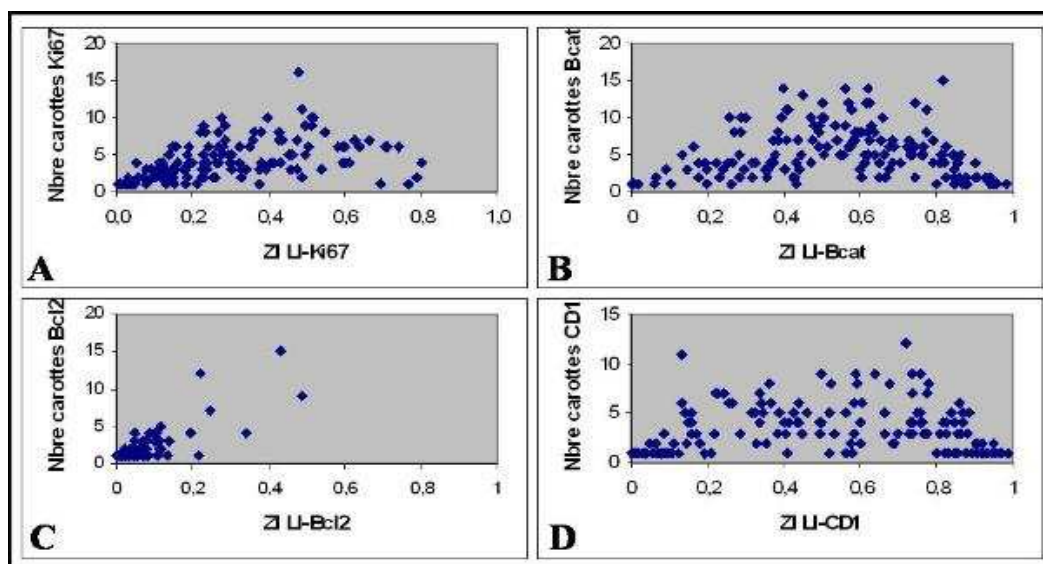 Nbre carottes Ki67
20
15
10
5
0
0,0 0,2 0,4 0,6 0,8 1,0
ZI LI-Ki67
A
Nbre carottes Bcat
20
15
10
5
0
0 0,2 0,4 0,6 0,8 1
ZI LI-Bcat
B
Nbre carottes Bcl2
20
15
10
5
0
0 0,2 0,4 0,6 0,8 1
ZI LI-Bcl2
C
Nbre carottes CD1
15
10
5
0
0 0,2 0,4 0,6 0,8 1
ZI LI-CD1
D